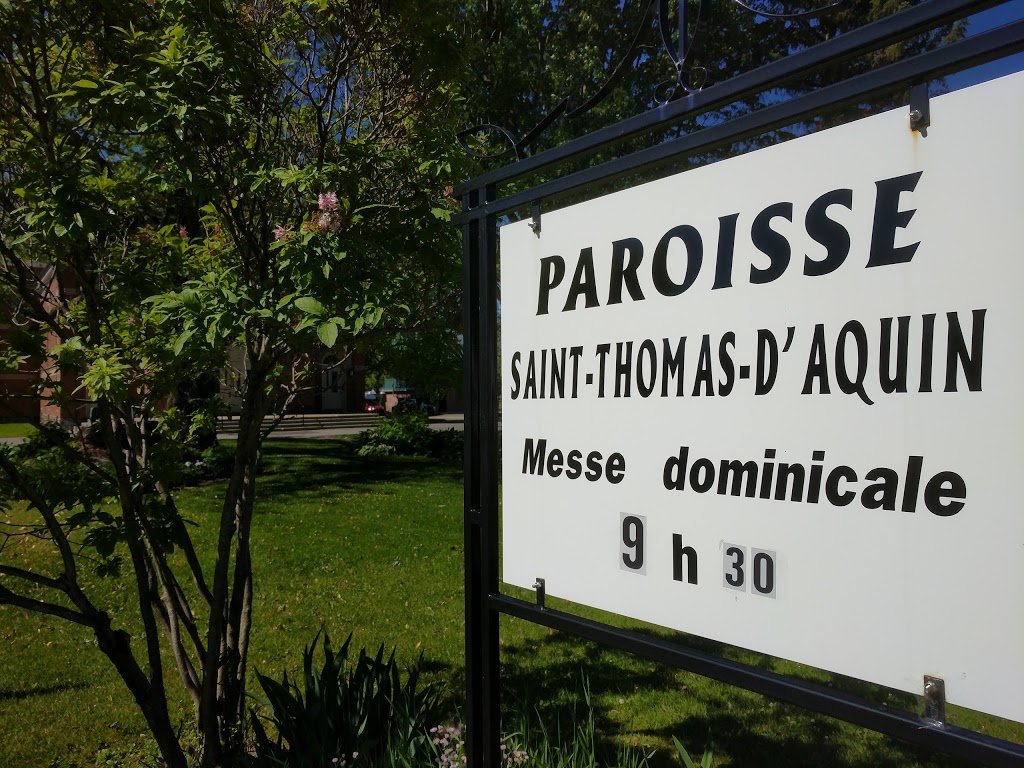 PAROISSE
SAINT-THOMAS-D'AQUIN
Messe dominicale
9 h 30